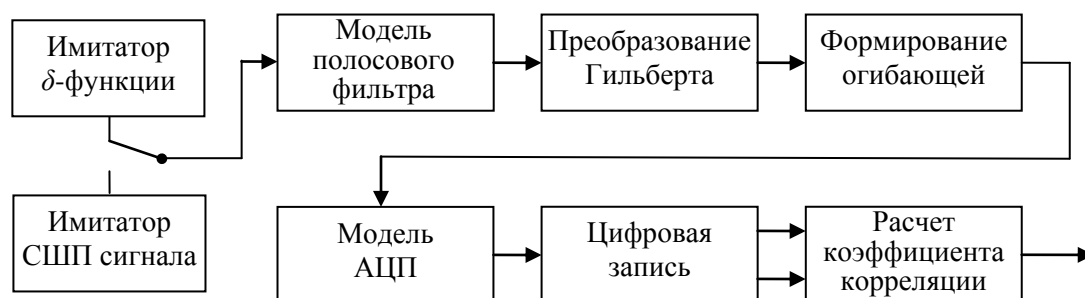 Имитатор
δ-функции
Модель
полосового
фильтра
Преобразование
Гильберта
Формирование
огибающей
Имитатор
СШП сигнала
Модель
АЦП
Цифровая
запись
Расчет
коэффициента
корреляции